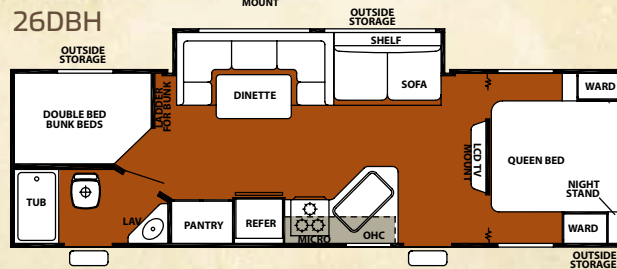 26DBH
MOUNT
OUTSIDE
STORAGE
OUTSIDE
STORAGE
SHELF
SOFA
DINETTE
DOUBLE BED
BUNK BEDS
LADDER
FOR BUNK
WARD
LCD TV
MOUNT
QUEEN BED
NIGHT
STAND
TUB
LAV
PANTRY
REFER
MICRO
OHC
WARD
OUTSIDE
STORAGE